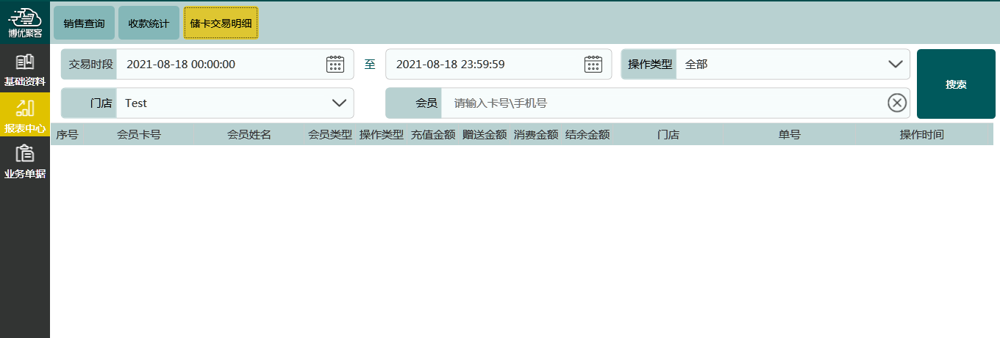 博优聚客
销售查询 收款统计 储卡交易明细
基础资料
报表中心
业务单据
交易时段 2021-08-18 00:00:00 至 2021-08-18 23:59:59 操作类型 全部
搜索
门店 Test 会员 请输入卡号\手机号
序号 会员卡号 会员姓名 会员类型 操作类型 充值金额 赠送金额 消费金额 结余金额 门店 单号 操作时间